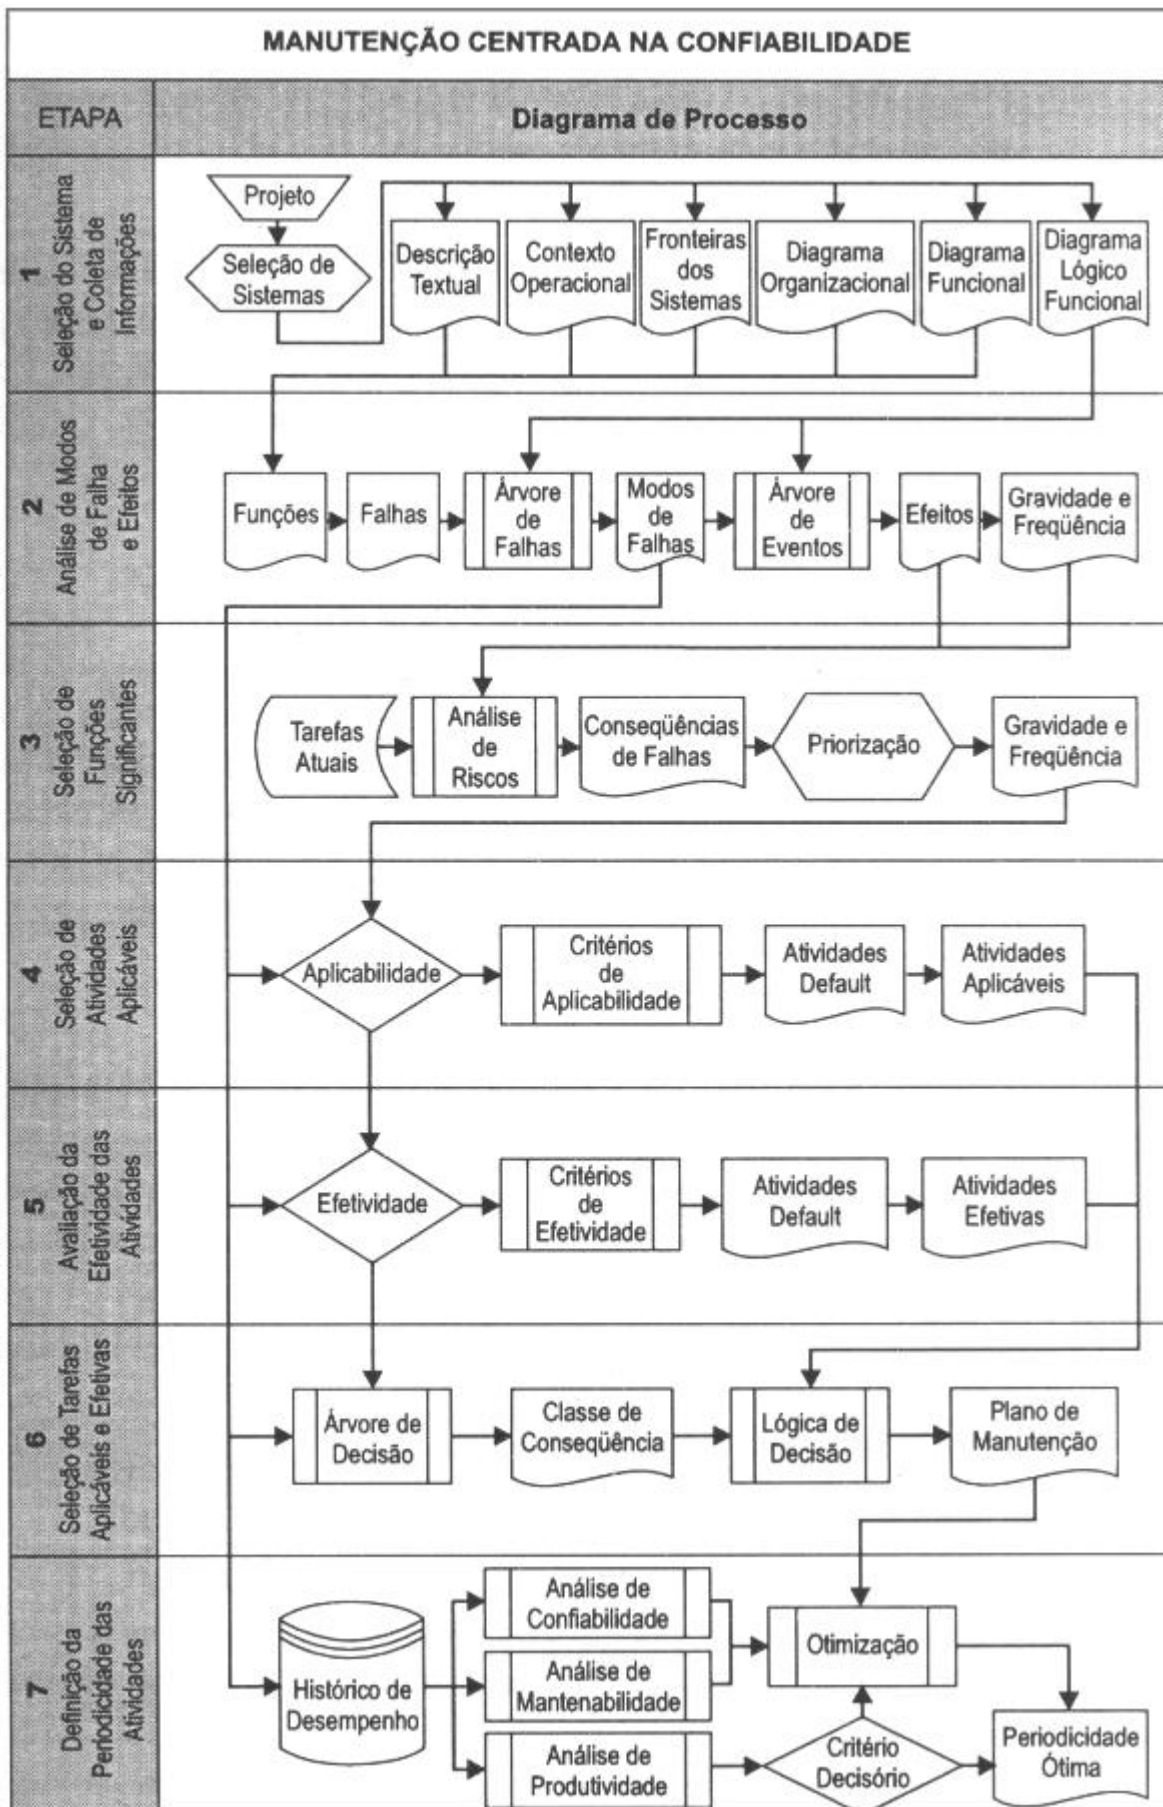 MANUTENÇÃO CENTRADA NA CONFIABILIDADE
ETAPA
Diagrama de Processo
1
Seleção do Sistema
e Coleta de
Informações
Projeto
Seleção de
Sistemas
Descrição
Textual
Contexto
Operacional
Fronteiras
dos
Sistemas
Diagrama
Organizacional
Diagrama
Funcional
Diagrama
Lógico
Funcional
2
Análise de Modos
de Falha
e Efeitos
Funções
Falhas
Árvore
de
Falhas
Modos
de
Falhas
Árvore
de
Eventos
Efeitos
Gravidade e
Freqüência
3
Seleção de
Funções
Significantes
Tarefas
Atuais
Análise
de
Riscos
Conseqüências
de Falhas
Priorização
Gravidade e
Freqüência
4
Seleção de
Atividades
Aplicáveis
Aplicabilidade
Critérios
de
Aplicabilidade
Atividades
Default
Atividades
Aplicáveis
5
Avaliação da
Efetividade das
Atividades
Efetividade
Critérios
de
Efetividade
Atividades
Default
Atividades
Efetivas
6
Seleção de Tarefas
Aplicáveis e Efetivas
Árvore de
Decisão
Classe de
Conseqüência
Lógica de
Decisão
Plano de
Manutenção
7
Definição da
Periodicidade das
Atividades
Histórico de
Desempenho
Análise de
Confiabilidade
Análise de
Mantenabilidade
Análise de
Produtividade
Otimização
Critério
Decisório
Periodicidade
Ótima